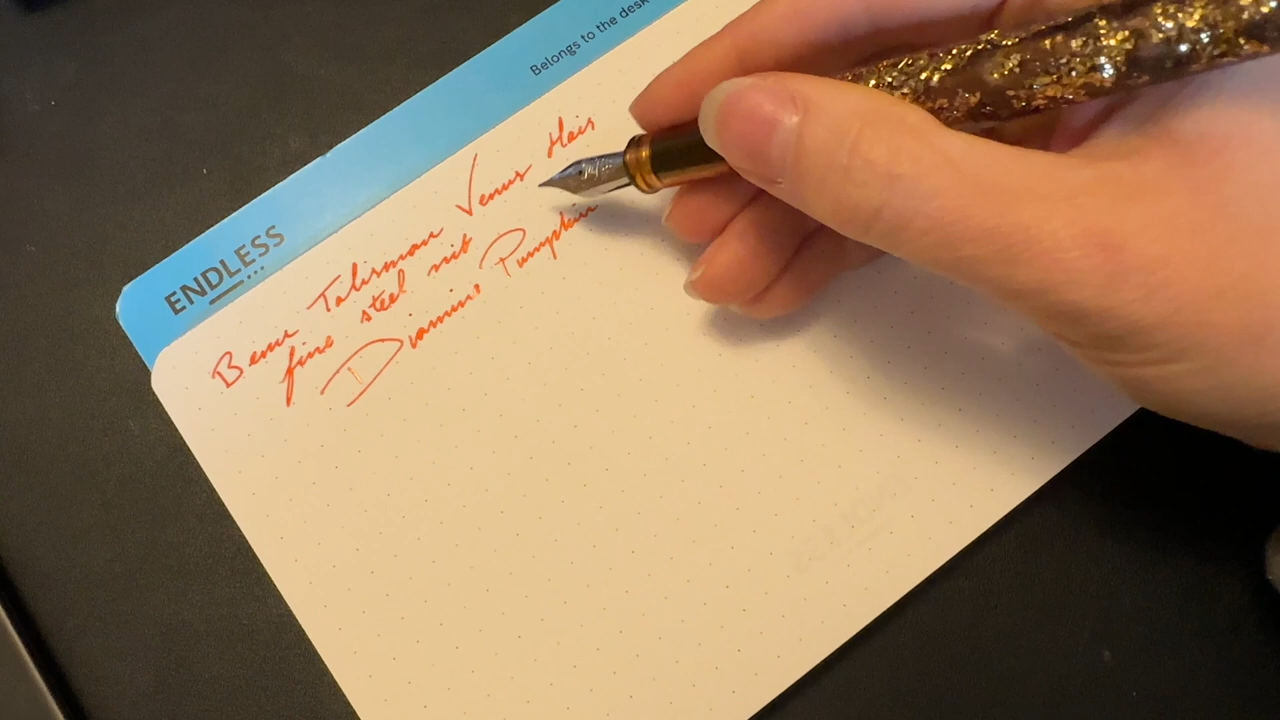 Belongs to the desk
ENDLESS
Benu Talisman Venus Hair
fine steel nib
Diamine Pumpkin